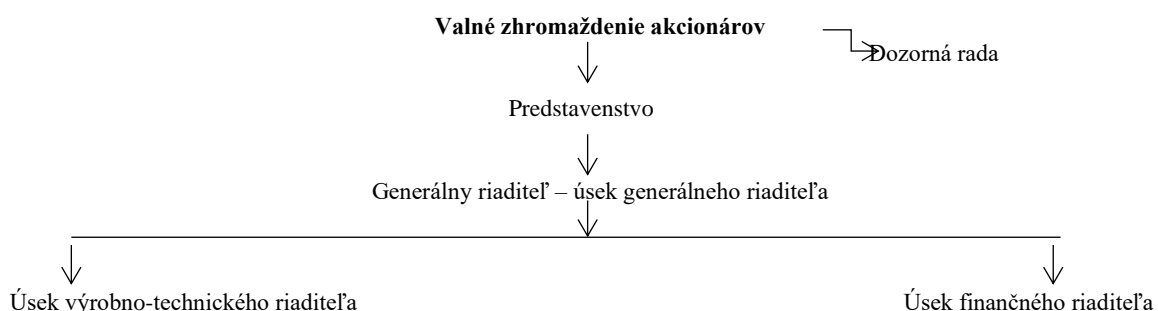 Valné zhromaždenie akcionárov
Dozorná rada
Predstavenstvo
Generálny riaditeľ – úsek generálneho riaditeľa
Úsek výrobno-technického riaditeľa
Úsek finančného riaditeľa